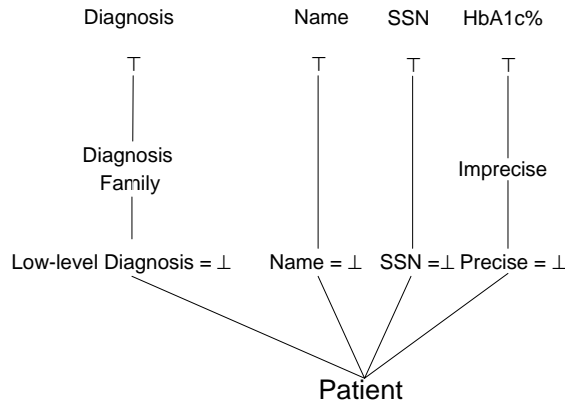 Diagnosis Name SSN HbA1c%
⊤ ⊤ ⊤ ⊤
Diagnosis
Family
Imprecise
Low-level Diagnosis = ⊥ Name = ⊥ SSN =⊥ Precise = ⊥
Patient